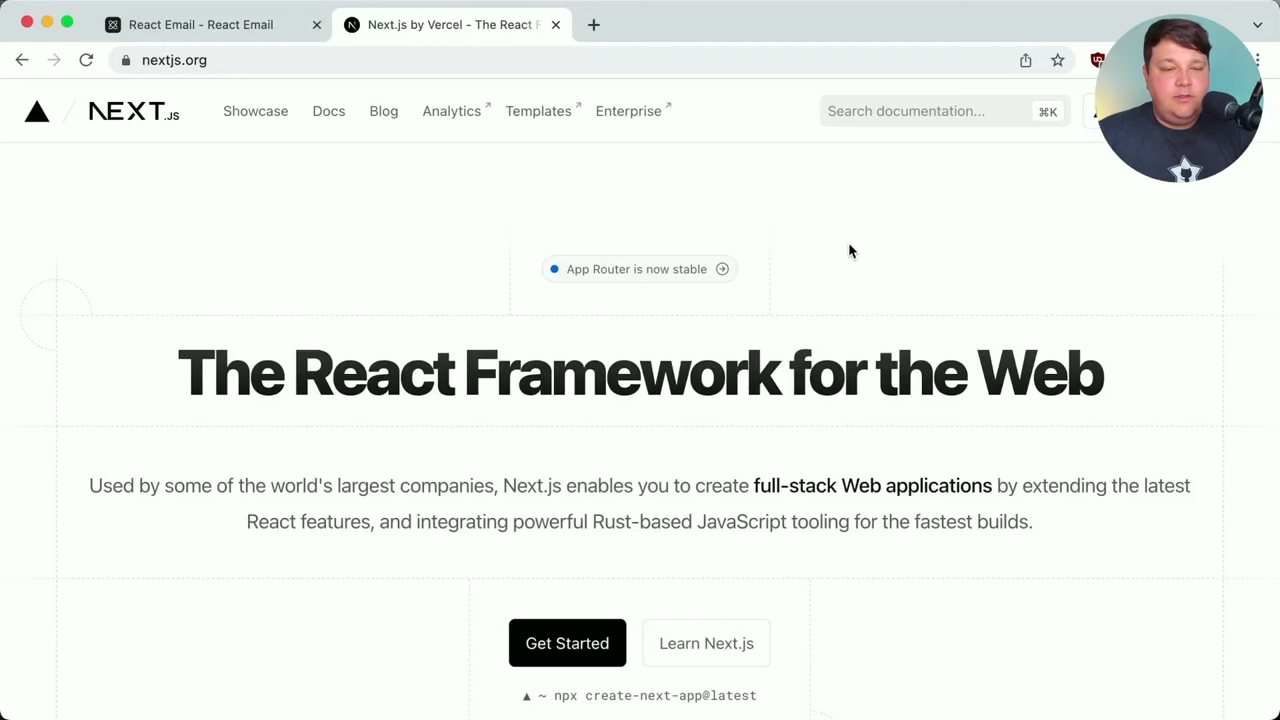 React Email - React Email
Next.js by Vercel - The React F
nextjs.org
NEXT.JS
Showcase
Docs
Blog
Analytics
Templates
Enterprise
Search documentation...
⌘K
App Router is now stable
The React Framework for the Web
Used by some of the world's largest companies, Next.js enables you to create full-stack Web applications by extending the latest
React features, and integrating powerful Rust-based JavaScript tooling for the fastest builds.
Get Started
Learn Next.js
▲ ~ npx create-next-app@latest